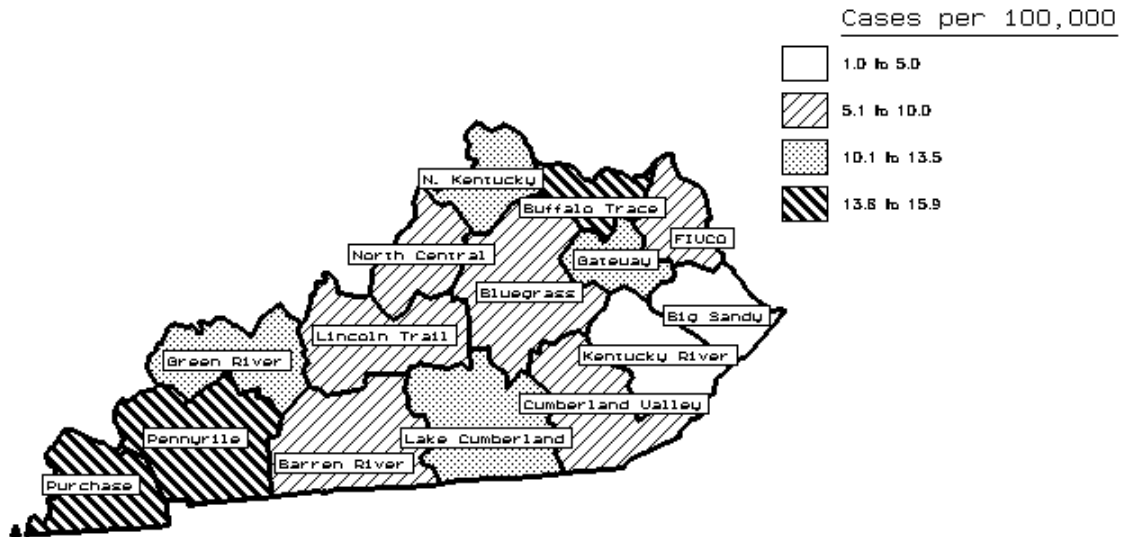 Cases per 100,000
1.0 to 5.0
5.1 to 10.0
10.1 to 13.5
13.6 to 15.9
N. Kentucky
Buffalo Trace
FIVCO
North Central
Gateway
Bluegrass
Big Sandy
Lincoln Trail
Kentucky River
Green River
Cumberland Valley
Pennyrile
Lake Cumberland
Barren River
Purchase